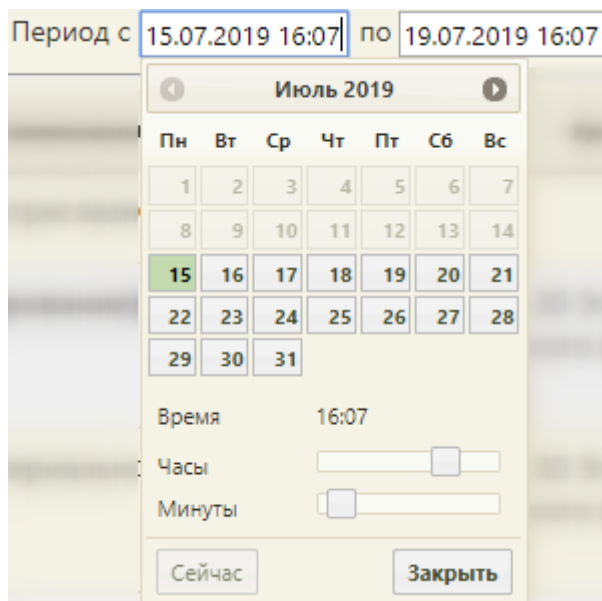 Период с 15.07.2019 16:07 по 19.07.2019 16:07
Июль 2019
Пн Вт Ср Чт Пт Сб Вс
1 2 3 4 5 6 7
8 9 10 11 12 13 14
15 16 17 18 19 20 21
22 23 24 25 26 27 28
29 30 31
Время 16:07
Часы
Минуты
Сейчас Закрыть